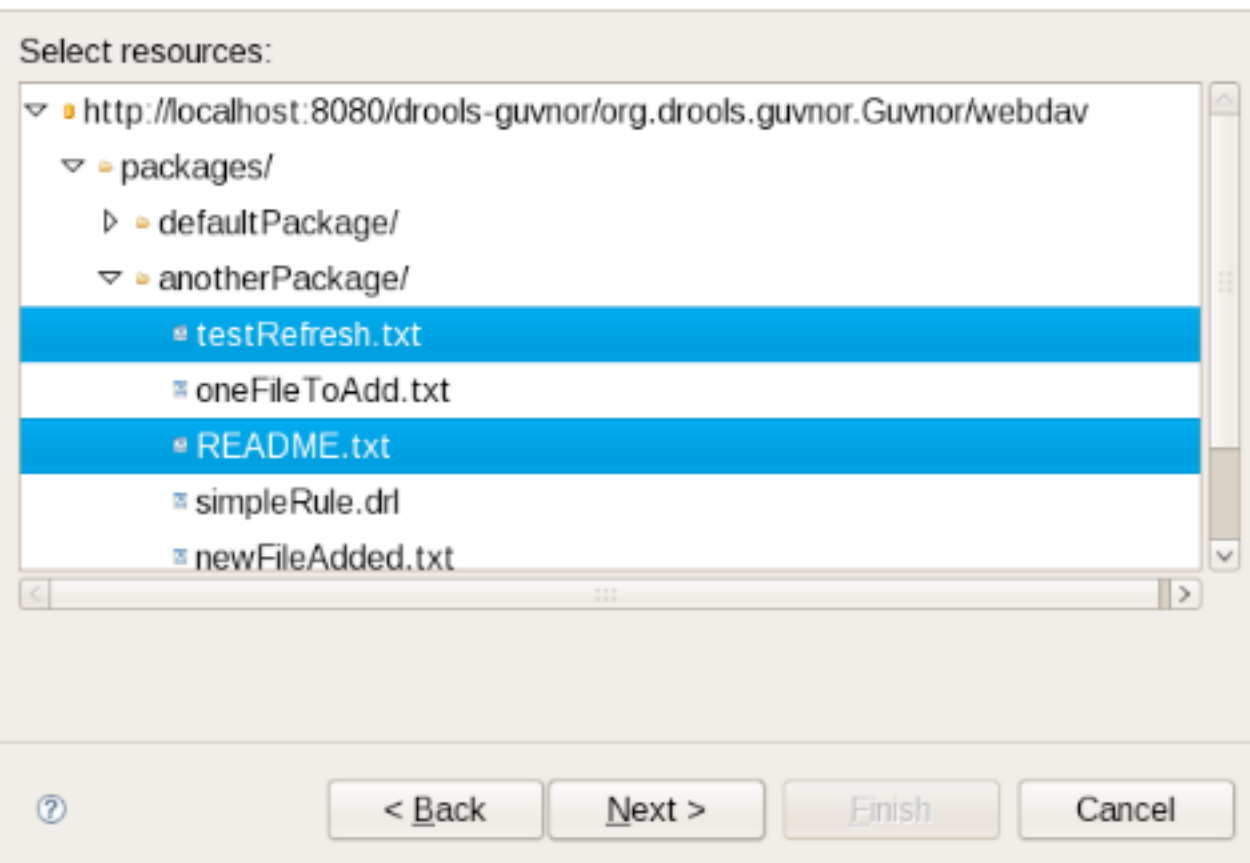 Select resources:
http://localhost:8080/drools-guvnor/org.drools.guvnor.Guvnor/webdav
packages/
defaultPackage/
anotherPackage/
testRefresh.txt
oneFileToAdd.txt
README.txt
simpleRule.drl
newFileAdded.txt
< Back Next > Finish Cancel